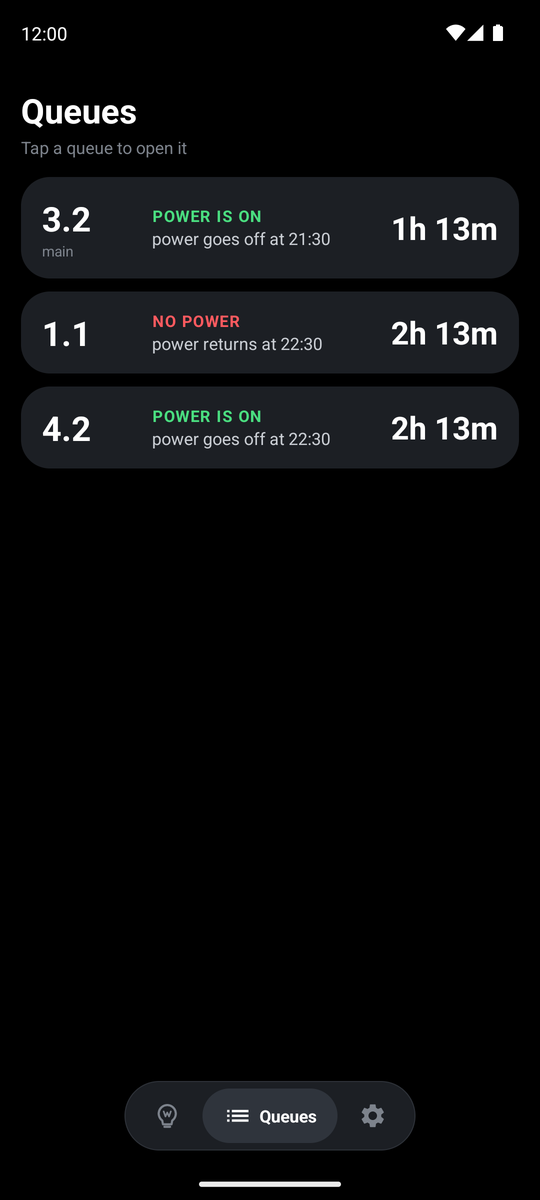 12:00
Queues
Tap a queue to open it
3.2
main
POWER IS ON
power goes off at 21:30
1h 13m
1.1
NO POWER
power returns at 22:30
2h 13m
4.2
POWER IS ON
power goes off at 22:30
2h 13m
Queues